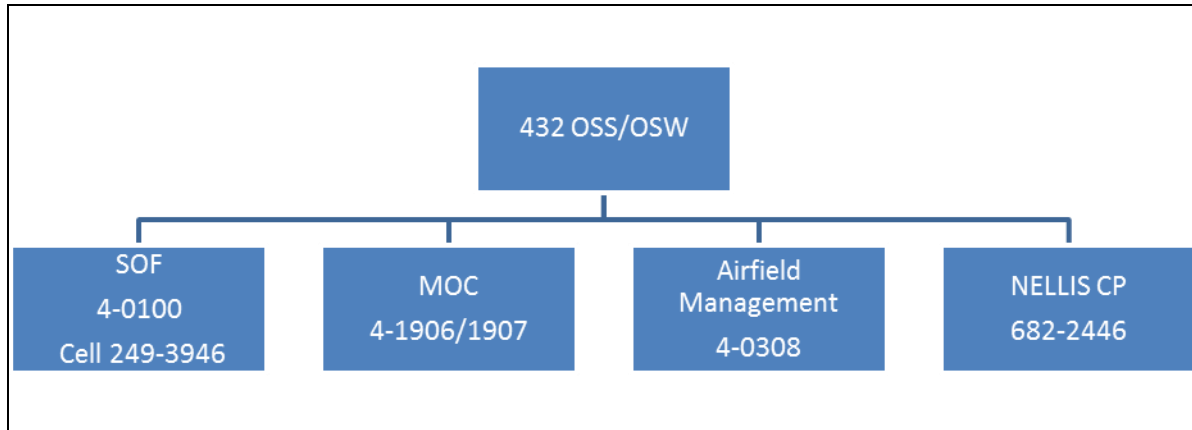 432 OSS/OSW
SOF
4-0100
Cell 249-3946
MOC
4-1906/1907
Airfield
Management
4-0308
NELLIS CP
682-2446